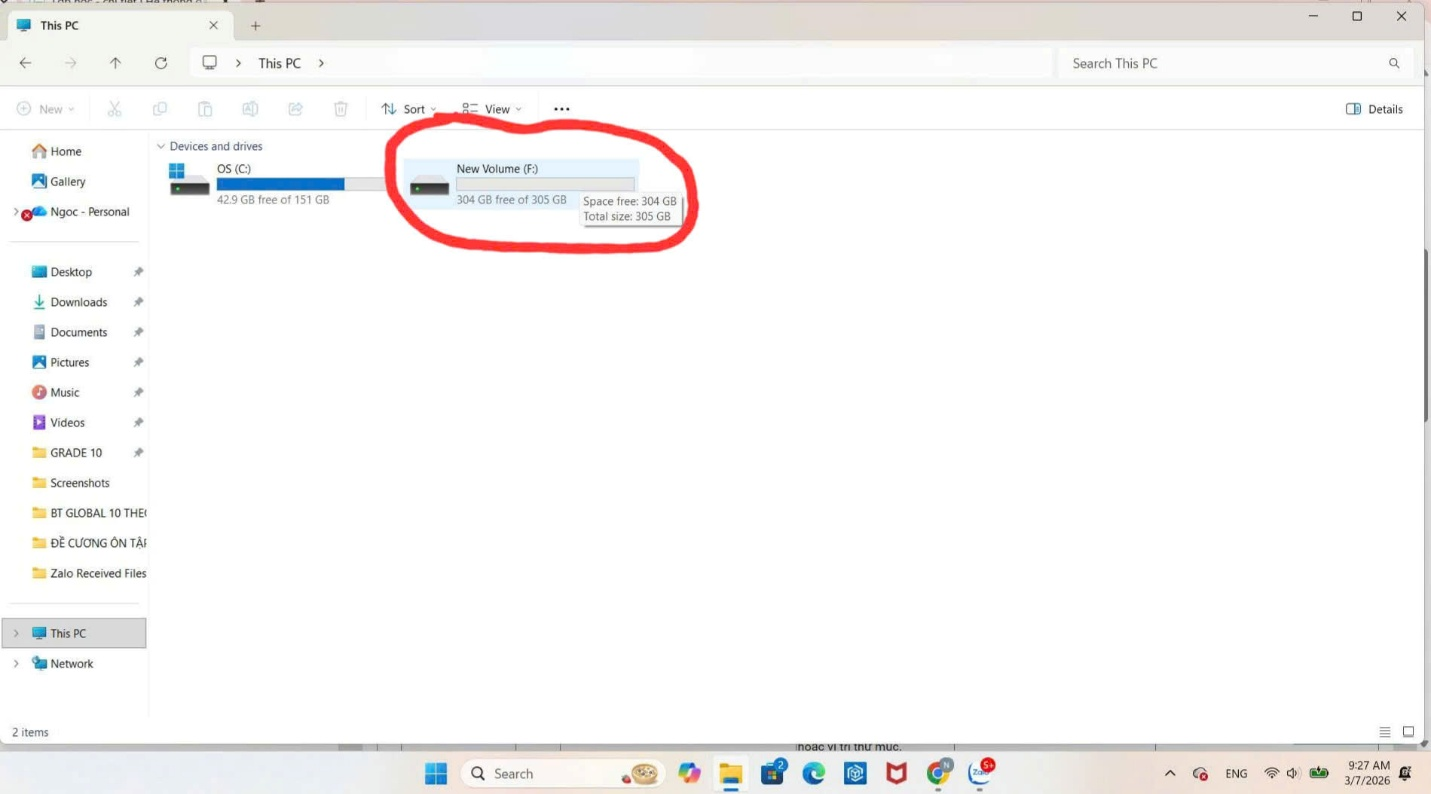 This PC
This PC
Search This PC
New
Sort
View
Details
Home
Gallery
Ngoc - Personal
Desktop
Downloads
Documents
Pictures
Music
Videos
GRADE 10
Screenshots
BT GLOBAL 10 THE
ĐỀ CƯƠNG ÔN TẬ
Zalo Received Files
This PC
Network
Devices and drives
OS (C:)
42.9 GB free of 151 GB
New Volume (F:)
304 GB free of 305 GB
Space free: 304 GB
Total size: 305 GB
2 items
hoặc vị trí thư mục.
Search
2
N
Zalo
5+
ENG
9:27 AM
3/7/2026